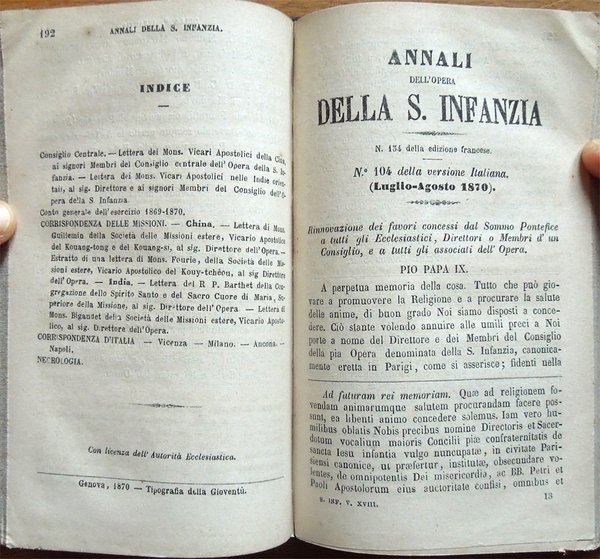 192 ANNALI DELLA S. INFANZIA.
INDICE
Consiglio Centrale. — Lettera dei Mons. Vicari Apostolici della Cina,
ai signori Membri del Consiglio centrale dell'Opera della S. In-
fanzia. — Lettera dei Mons. Vicari Apostolici nelle Indie orien-
tali, al sig. Direttore e ai signori Membri del Consiglio dell'O-
pera della S. Infanzia.
Conto generale dell'esercizio 1869-1870.
CORRISPONDENZA DELLE MISSIONI. — China. — Lettera di Mons.
Guillemin della Società delle Missioni estere, Vicario Apostolico
del Kouang-tong e del Kouang-si, al sig. Direttore dell'Opera. —
Estratto di una lettera di Mons. Faurie, della Società delle Mis-
sioni estere, Vicario Apostolico del Kouy-tchéou, al sig. Direttore
dell'Opera. — India. — Lettera del R P. Barthet della Con-
gregazione dello Spirito Santo e del Sacro Cuore di Maria, Su-
periore della Missione, al sig. Direttore dell'Opera. — Lettera di
Mons. Bigandet della Società delle Missioni estere, Vicario Aposto-
lico, al sig. Direttore dell'Opera.
CORRISPONDENZA D'ITALIA — Vicenza — Milano. — Ancona. —
Napoli.
NECROLOGIA.
Con licenza dell'Autorità Ecclesiastica.
Genova, 1870 — Tipografia della Gioventù.
ANNALI
DELL'OPERA
DELLA S. INFANZIA
N. 134 della edizione francese.
N.° 104 della versione Italiana.
(Luglio-Agosto 1870).
Rinnovazione dei favori concessi dal Sommo Pontefice
a tutti gli Ecclesiastici, Direttori o Membri d'un
Consiglio, e a tutti gli associati dell'Opera.
PIO PAPA IX.
A perpetua memoria della cosa. Tutto che può gio-
vare a promuovere la Religione e a procurare la salute
delle anime, di buon grado Noi siamo disposti a conce-
dere. Ciò stante volendo annuire alle umili preci a Noi
porte a nome del Direttore e dei Membri del Consiglio
della pia Opera denominata della S. Infanzia, canonica-
mente eretta in Parigi, come si asserisce; fidenti nella
Ad futuram rei memoriam. Quæ ad religionem fo-
vendam animarumque salutem procurandam facere pos-
sunt, ea libenti animo concedere solemus. Iam vero hu-
milibus oblatis Nobis precibus nomine Directoris et Sacer-
dotum vocalium maioris Concilii piæ confraternitatis de
sancta Iesu infantia vulgo nuncupatæ, in civitate Pari-
siensi canonice, ut præfertur, institutæ, obsecundare vo-
lentes, de omnipotentis Dei misericordia, ac BB. Petri et
Pauli Apostolorum eius auctoritate confisi, omnibus et
S. INF. V. XVIII. 13